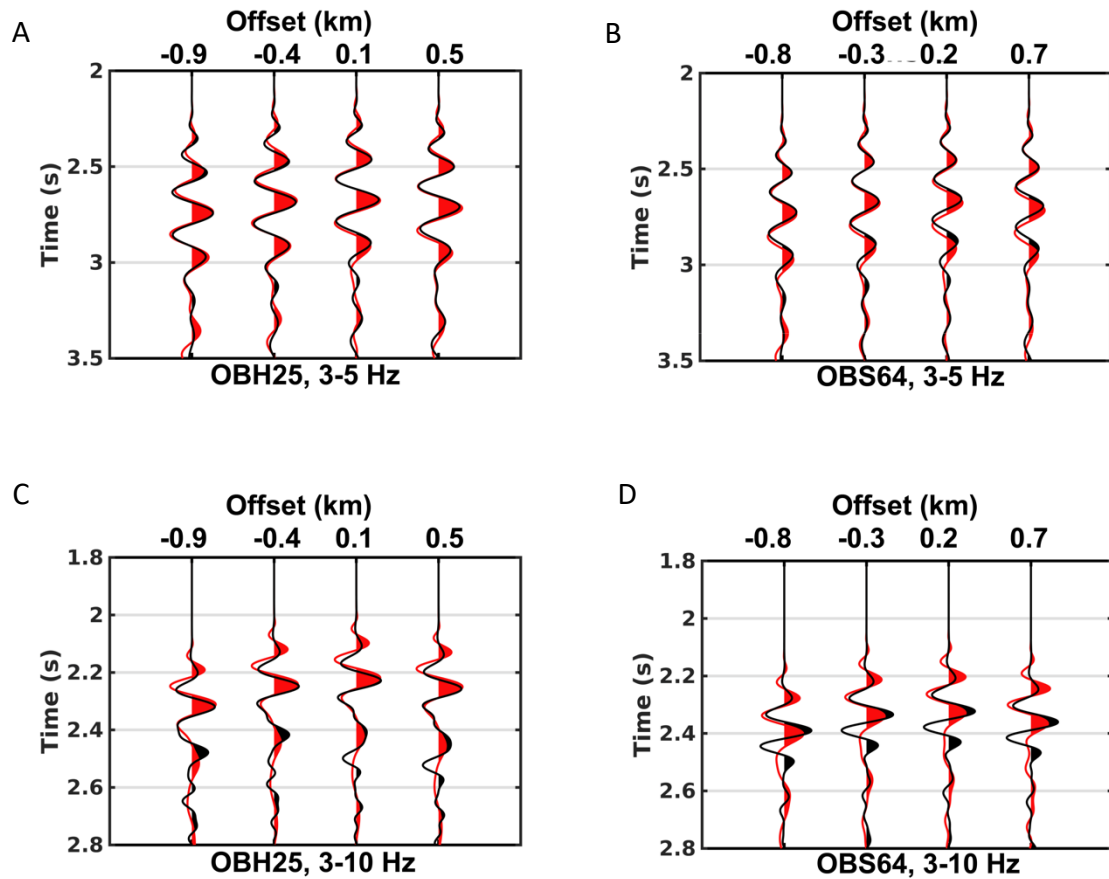 A
Offset (km)
-0.9 -0.4 0.1 0.5
2
2.5
3
3.5
Time (s)
OBH25, 3-5 Hz
B
Offset (km)
-0.8 -0.3 0.2 0.7
2
2.5
3
3.5
Time (s)
OBS64, 3-5 Hz
C
Offset (km)
-0.9 -0.4 0.1 0.5
1.8
2
2.2
2.4
2.6
2.8
Time (s)
OBH25, 3-10 Hz
D
Offset (km)
-0.8 -0.3 0.2 0.7
1.8
2
2.2
2.4
2.6
2.8
Time (s)
OBS64, 3-10 Hz